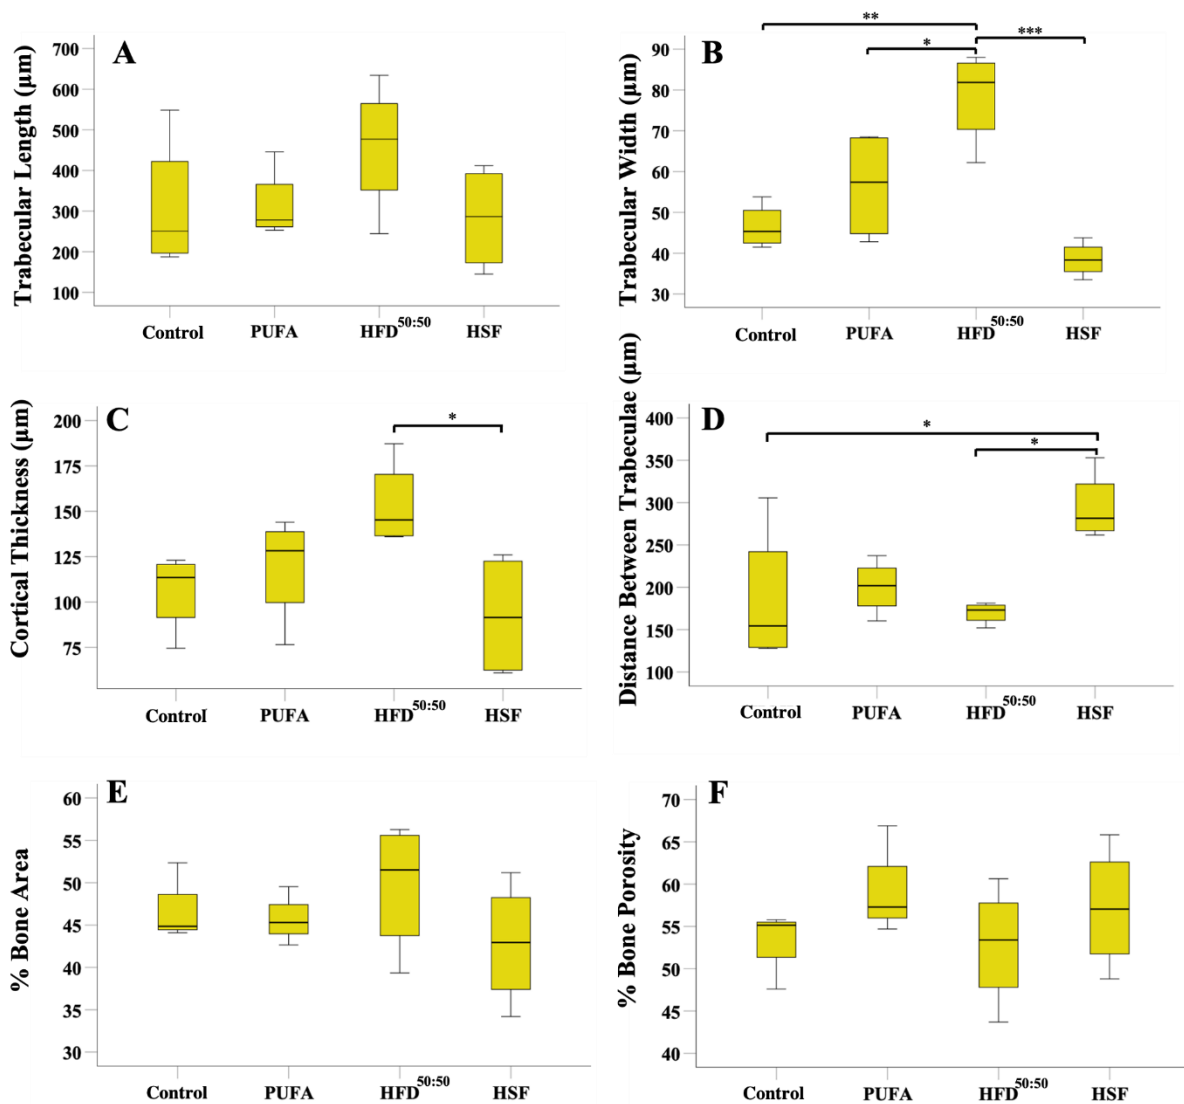 A
Trabecular Length (μm)
700
600
500
400
300
200
100
Control PUFA HFD50:50 HSF
B
** 
* ***
Trabecular Width (μm)
90
80
70
60
50
40
30
Control PUFA HFD50:50 HSF
C
*
Cortical Thickness (μm)
200
175
150
125
100
75
Control PUFA HFD50:50 HSF
D
*
*
Distance Between Trabeculae (μm)
400
350
300
250
200
150
100
Control PUFA HFD50:50 HSF
E
% Bone Area
60
55
50
45
40
35
30
Control PUFA HFD50:50 HSF
F
% Bone Porosity
70
65
60
55
50
45
40
Control PUFA HFD50:50 HSF